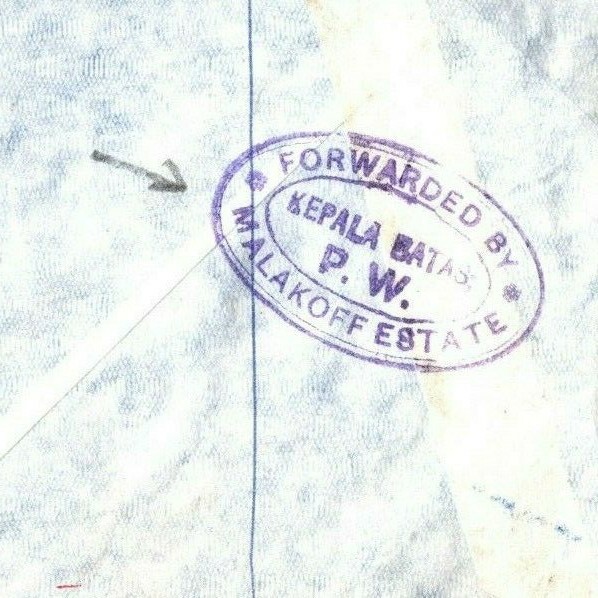 FORWARDED BY
KEPALA BATAS.
P. W.
MALAKOFF ESTATE